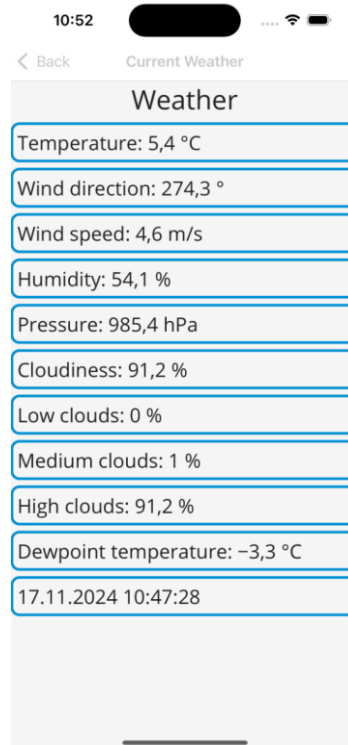 10:52
Back
Current Weather
Weather
Temperature: 5,4 °C
Wind direction: 274,3 °
Wind speed: 4,6 m/s
Humidity: 54,1 %
Pressure: 985,4 hPa
Cloudiness: 91,2 %
Low clouds: 0 %
Medium clouds: 1 %
High clouds: 91,2 %
Dewpoint temperature: −3,3 °C
17.11.2024 10:47:28